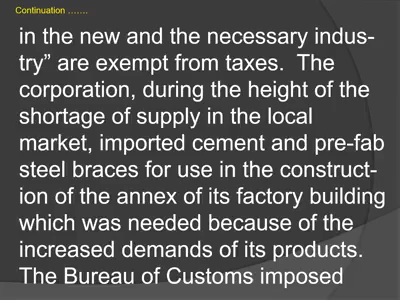 Continuation …….
in the new and the necessary indus-
try” are exempt from taxes.  The
corporation, during the height of the
shortage of supply in the local
market, imported cement and pre-fab
steel braces for use in the construct-
ion of the annex of its factory building
which was needed because of the
increased demands of its products.
The Bureau of Customs imposed